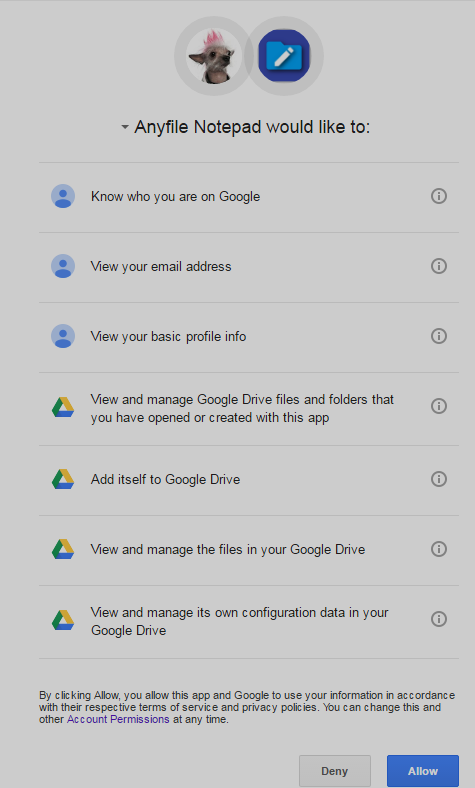 Anyfile Notepad would like to:
Know who you are on Google
View your email address
View your basic profile info
View and manage Google Drive files and folders that
you have opened or created with this app
Add itself to Google Drive
View and manage the files in your Google Drive
View and manage its own configuration data in your
Google Drive
By clicking Allow, you allow this app and Google to use your information in accordance
with their respective terms of service and privacy policies. You can change this and
other Account Permissions at any time.
Deny
Allow